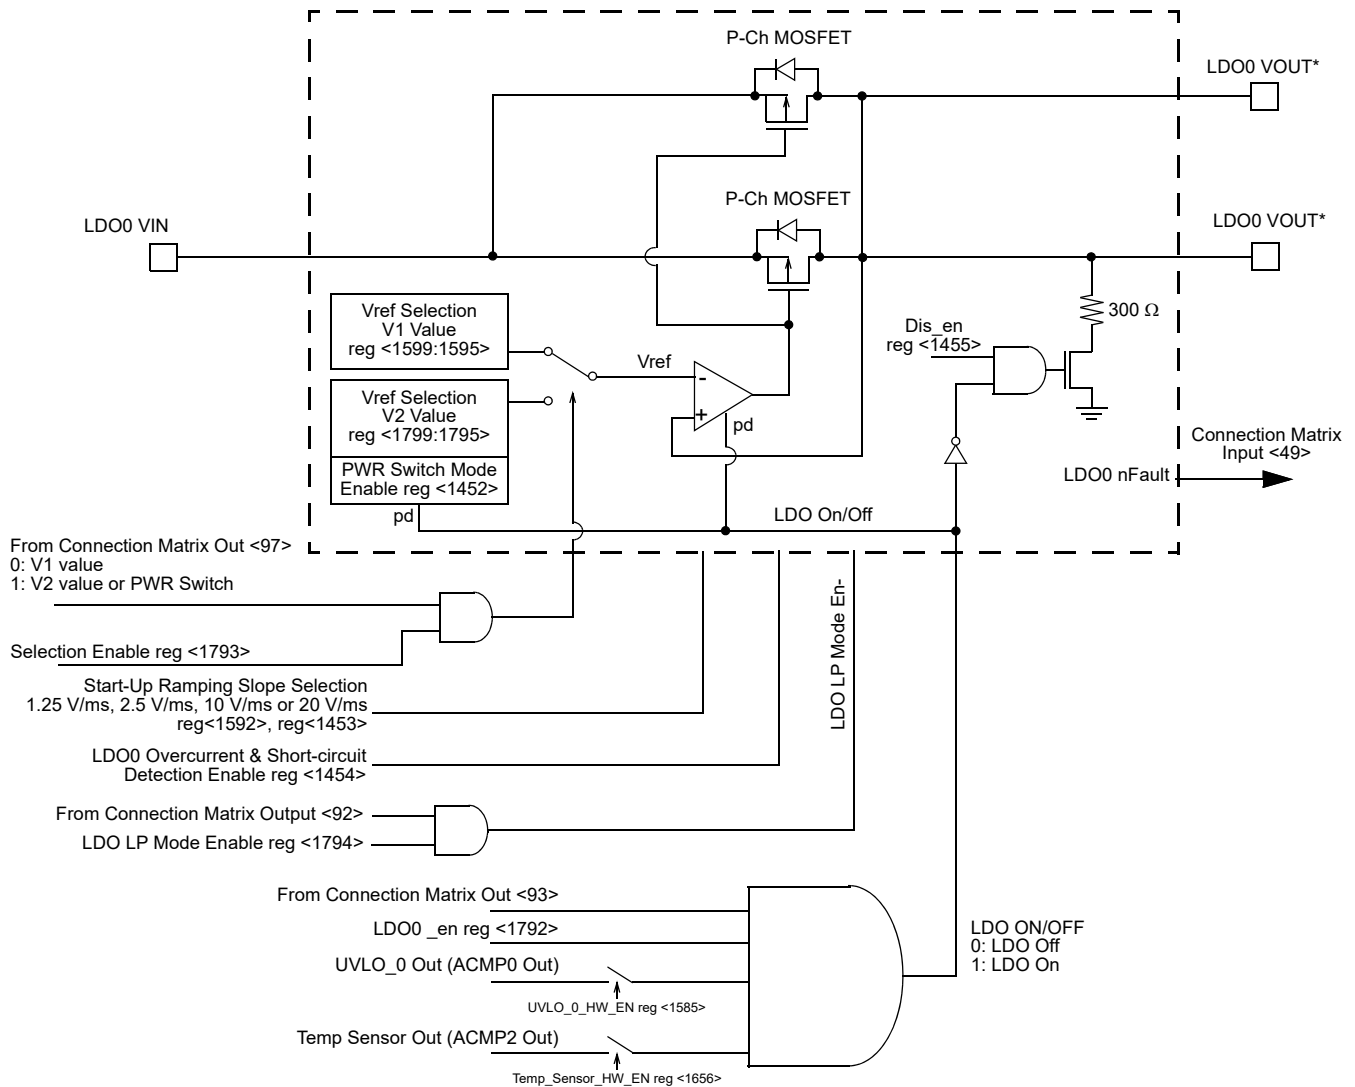 P-Ch MOSFET
LDO0 VOUT*
P-Ch MOSFET
LDO0 VIN
LDO0 VOUT*
Vref Selection
V1 Value
reg <1599:1595>
300 Ω
Dis_en
reg <1455>
Vref
-
+
pd
Vref Selection
V2 Value
reg <1799:1795>
PWR Switch Mode
Enable reg <1452>
pd
Connection Matrix
Input <49>
LDO0 nFault
LDO On/Off
From Connection Matrix Out <97>
0: V1 value
1: V2 value or PWR Switch
Selection Enable reg <1793>
LDO LP Mode En-
Start-Up Ramping Slope Selection
1.25 V/ms, 2.5 V/ms, 10 V/ms or 20 V/ms
reg<1592>, reg<1453>
LDO0 Overcurrent & Short-circuit
Detection Enable reg <1454>
From Connection Matrix Output <92>
LDO LP Mode Enable reg <1794>
From Connection Matrix Out <93>
LDO0 _en reg <1792>
UVLO_0 Out (ACMP0 Out)
UVLO_0_HW_EN reg <1585>
Temp Sensor Out (ACMP2 Out)
Temp_Sensor_HW_EN reg <1656>
LDO ON/OFF
0: LDO Off
1: LDO On